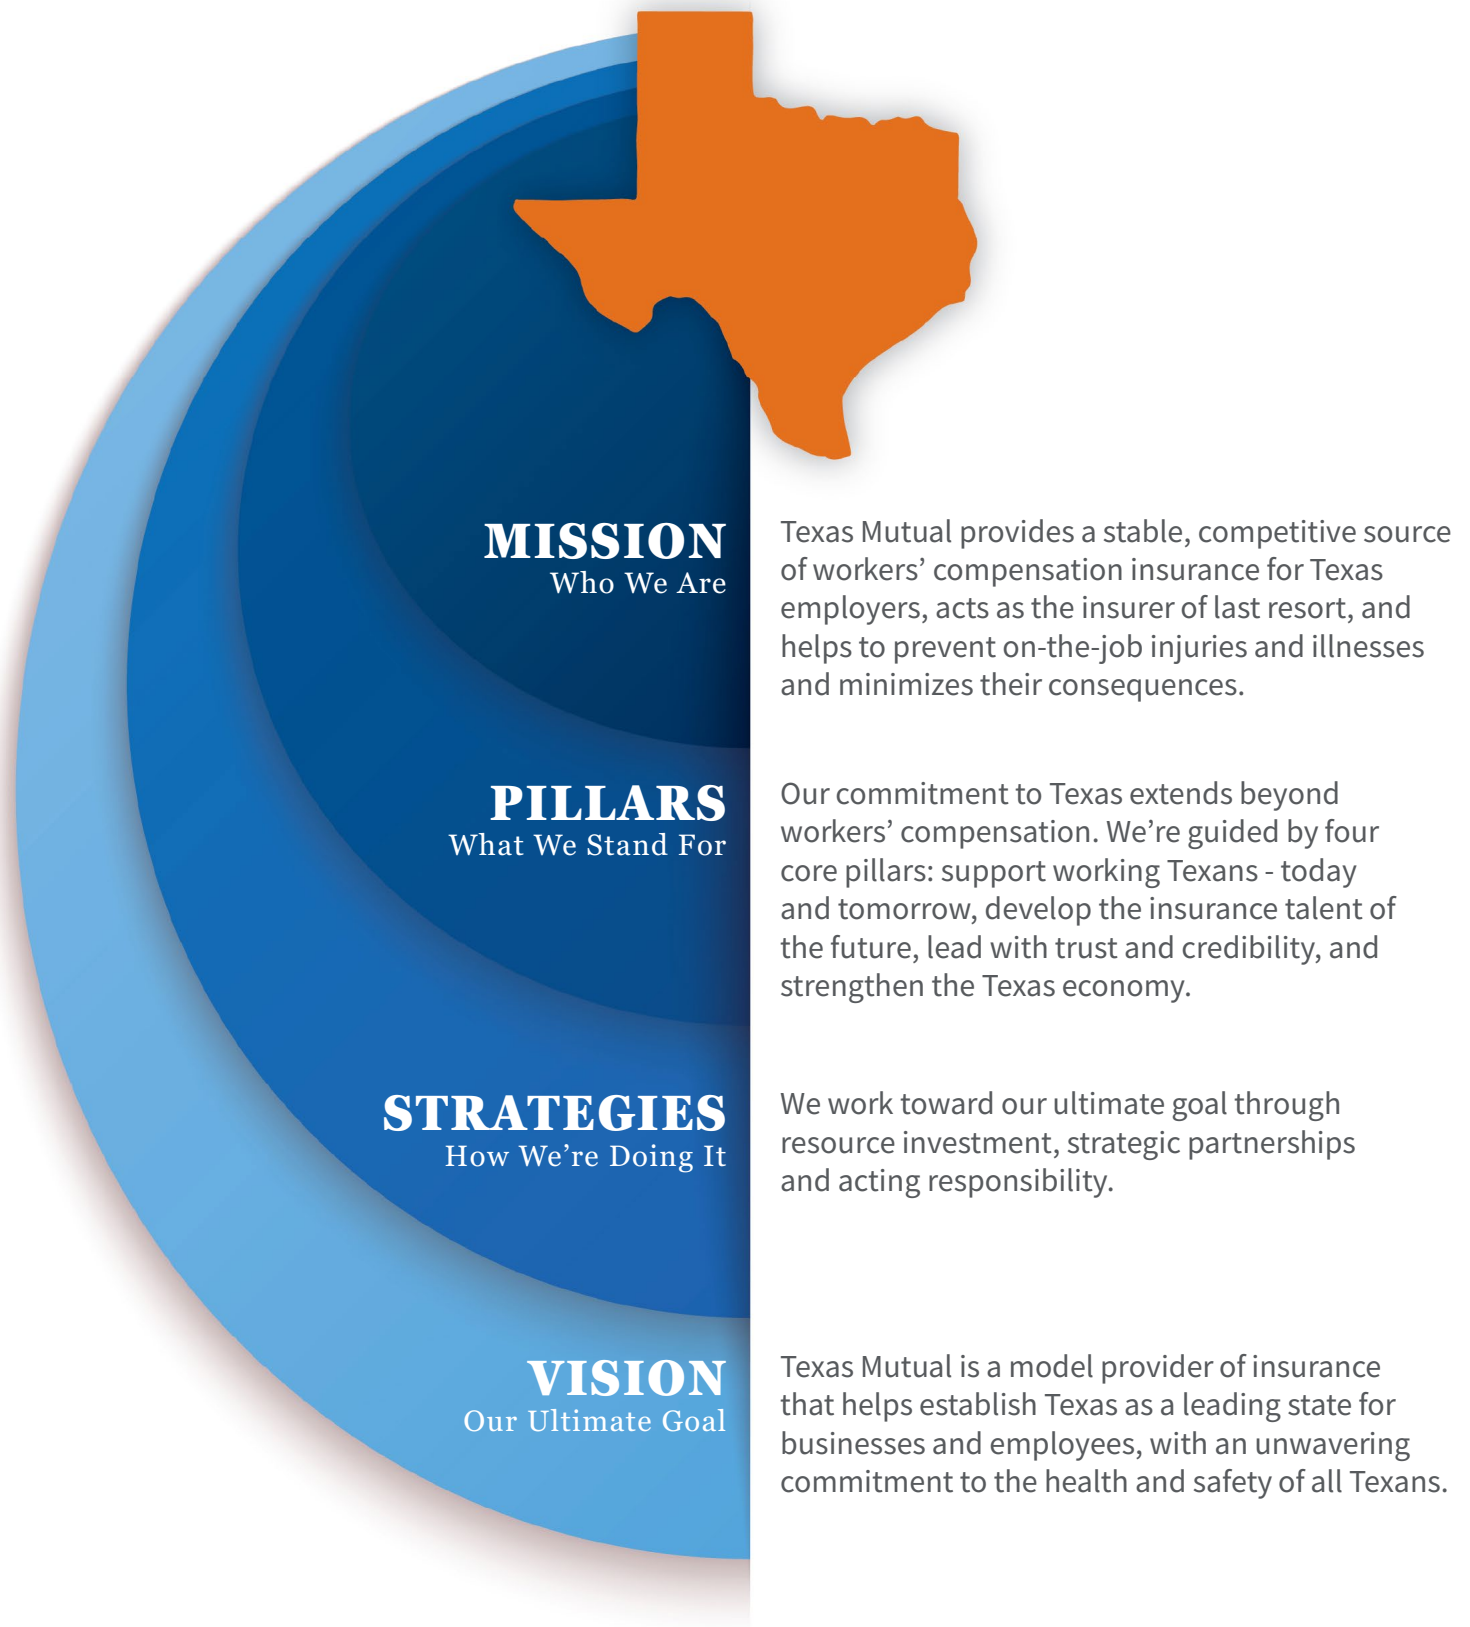 MISSION
Who We Are
Texas Mutual provides a stable, competitive source
of workers’ compensation insurance for Texas
employers, acts as the insurer of last resort, and
helps to prevent on-the-job injuries and illnesses
and minimizes their consequences.
PILLARS
What We Stand For
Our commitment to Texas extends beyond
workers’ compensation. We’re guided by four
core pillars: support working Texans - today
and tomorrow, develop the insurance talent of
the future, lead with trust and credibility, and
strengthen the Texas economy.
STRATEGIES
How We’re Doing It
We work toward our ultimate goal through
resource investment, strategic partnerships
and acting responsibility.
VISION
Our Ultimate Goal
Texas Mutual is a model provider of insurance
that helps establish Texas as a leading state for
businesses and employees, with an unwavering
commitment to the health and safety of all Texans.